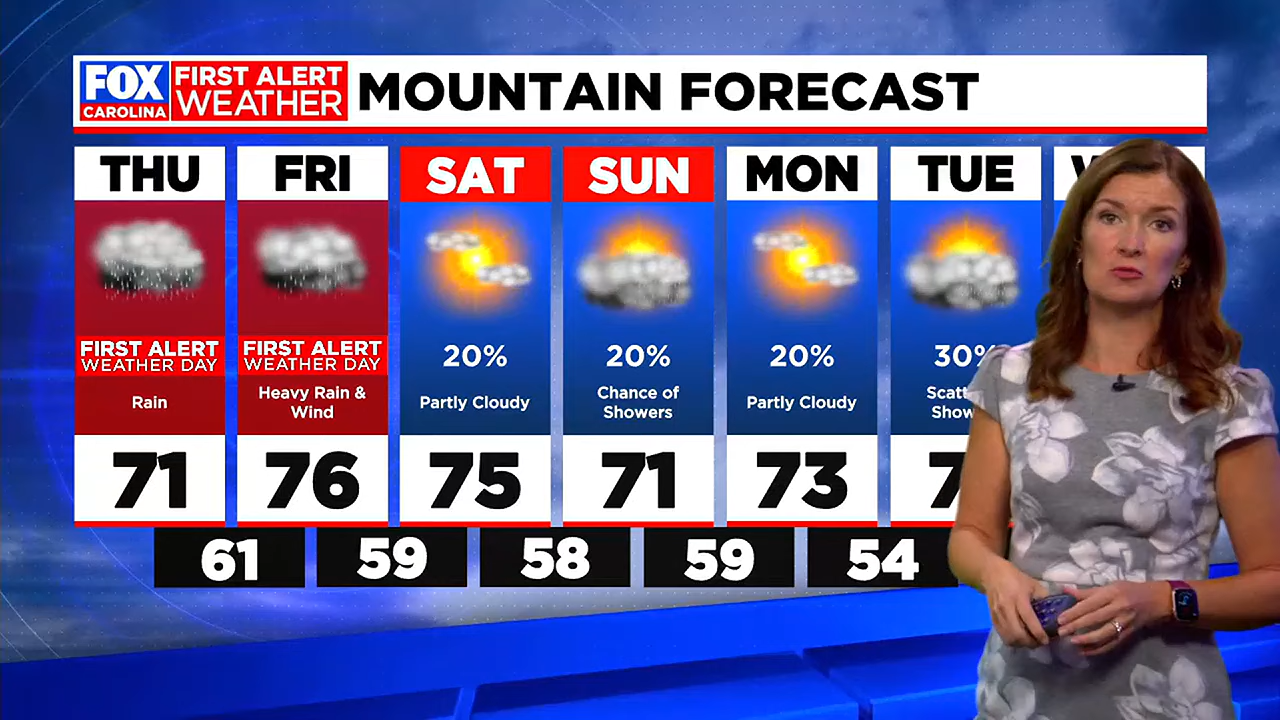 FOX
CAROLINA
FIRST ALERT
WEATHER
MOUNTAIN FORECAST
THU
FRI
SAT
SUN
MON
TUE
FIRST ALERT
WEATHER DAY
Rain
FIRST ALERT
WEATHER DAY
Heavy Rain &
Wind
20%
Partly Cloudy
20%
Chance of
Showers
20%
Partly Cloudy
30%
71
76
75
71
73
61
59
58
59
54